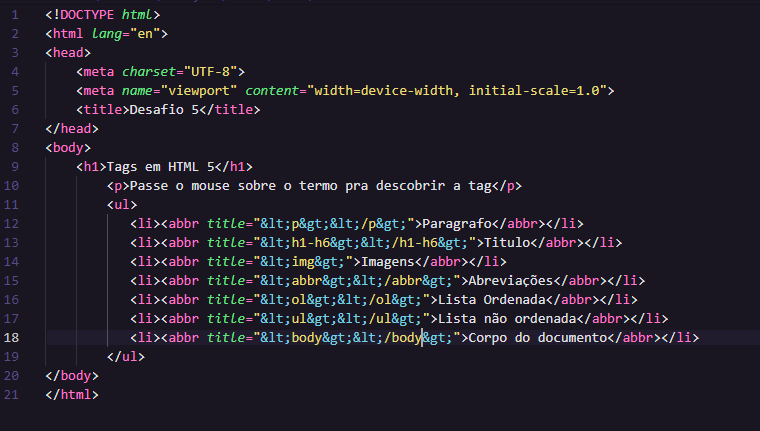 1 <!DOCTYPE html>
2 <html lang="en">
3 <head>
4     <meta charset="UTF-8">
5     <meta name="viewport" content="width=device-width, initial-scale=1.0">
6     <title>Desafio 5</title>
7 </head>
8 <body>
9     <h1>Tags em HTML 5</h1>
10         <p>Passe o mouse sobre o termo pra descobrir a tag</p>
11         <ul>
12            <li><abbr title="&lt;p&gt;&lt;/p&gt;">Paragrafo</abbr></li>
13            <li><abbr title="&lt;h1-h6&gt;&lt;/h1-h6&gt;">Titulo</abbr></li>
14            <li><abbr title="&lt;img&gt;">Imagens</abbr></li>
15            <li><abbr title="&lt;abbr&gt;&lt;/abbr&gt;">Abreviações</abbr></li>
16            <li><abbr title="&lt;ol&gt;&lt;/ol&gt;">Lista Ordenada</abbr></li>
17            <li><abbr title="&lt;ul&gt;&lt;/ul&gt;">Lista não ordenada</abbr></li>
18            <li><abbr title="&lt;body&gt;&lt;/body&gt;">Corpo do documento</abbr></li>
19         </ul>
20 </body>
21 </html>